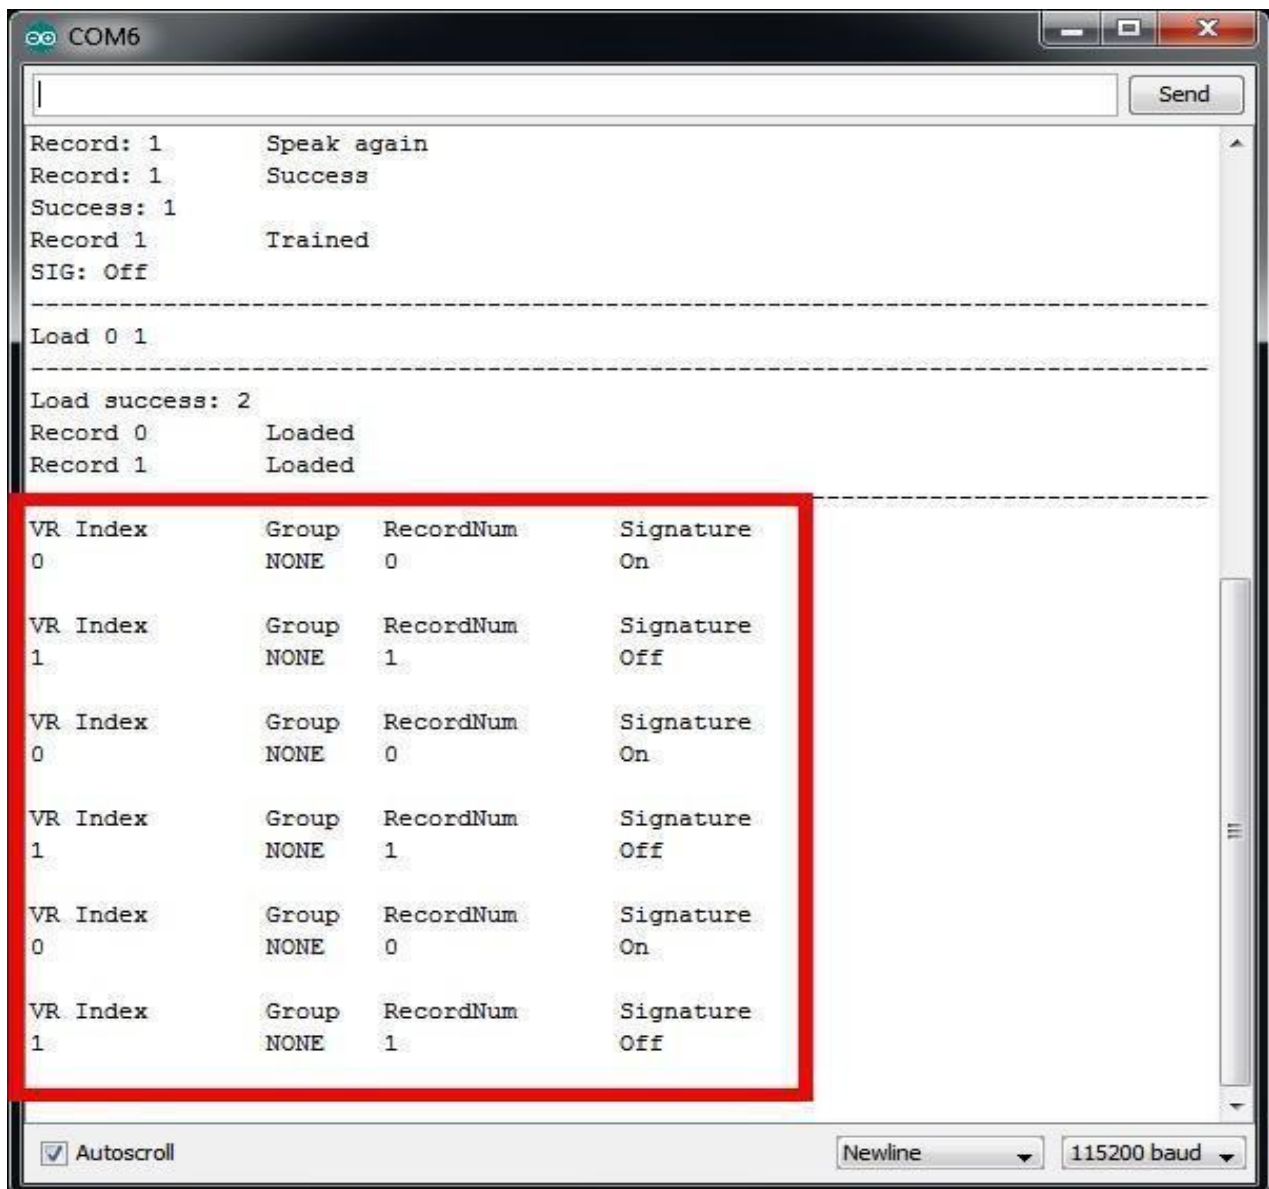 COM6
Send
Record: 1 Speak again
Record: 1 Success
Success: 1
Record 1 Trained
SIG: Off
--------------------------------------------------------------------------------
Load 0 1
--------------------------------------------------------------------------------
Load success: 2
Record 0 Loaded
Record 1 Loaded
---------------------------
VR Index Group RecordNum Signature
0 NONE 0 On
VR Index Group RecordNum Signature
1 NONE 1 Off
VR Index Group RecordNum Signature
0 NONE 0 On
VR Index Group RecordNum Signature
1 NONE 1 Off
VR Index Group RecordNum Signature
0 NONE 0 On
VR Index Group RecordNum Signature
1 NONE 1 Off
Autoscroll Newline 115200 baud